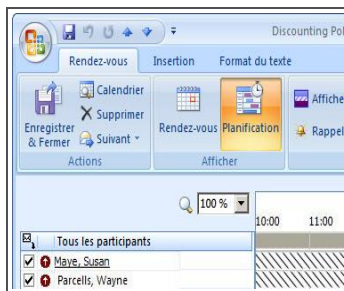 Discounting Pol
Rendez-vous Insertion Format du texte
Enregistrer & Fermer
Calendrier
Supprimer
Suivant
Actions
Rendez-vous Planification
Afficher
Affiche
Rappel
100 %
10:00 11:00
Tous les participants
Maye, Susan
Parcells, Wayne